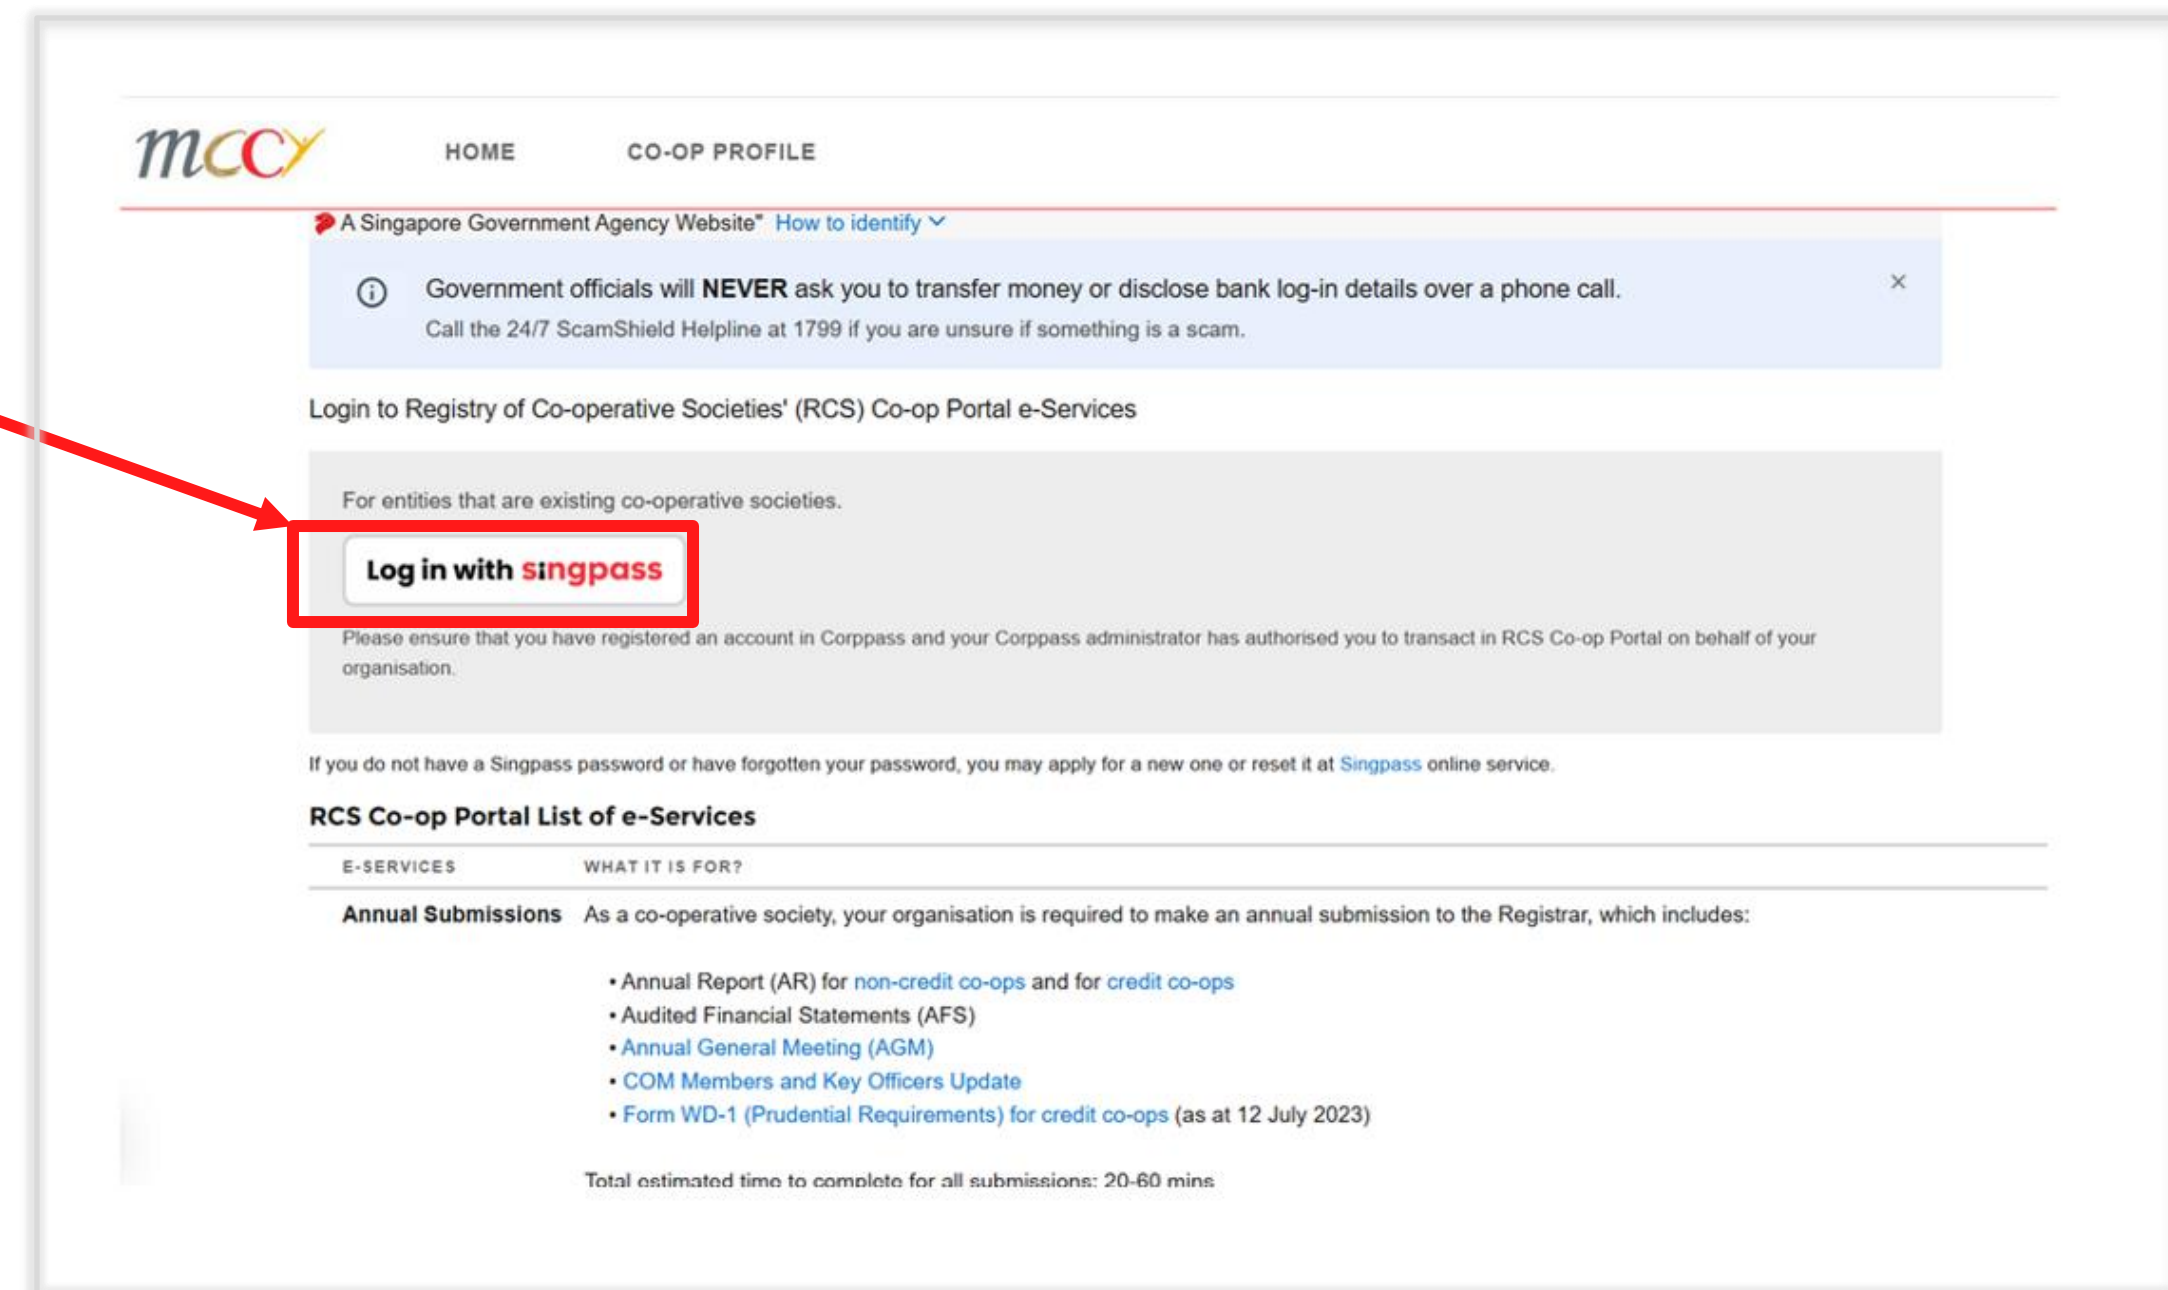 mccy
HOME
CO-OP PROFILE
A Singapore Government Agency Website" How to identify
Government officials will NEVER ask you to transfer money or disclose bank log-in details over a phone call.
Call the 24/7 ScamShield Helpline at 1799 if you are unsure if something is a scam.
Login to Registry of Co-operative Societies' (RCS) Co-op Portal e-Services
For entities that are existing co-operative societies.
Log in with singpass
Please ensure that you have registered an account in Corppass and your Corppass administrator has authorised you to transact in RCS Co-op Portal on behalf of your
organisation.
If you do not have a Singpass password or have forgotten your password, you may apply for a new one or reset it at Singpass online service.
RCS Co-op Portal List of e-Services
E-SERVICES WHAT IT IS FOR?
Annual Submissions As a co-operative society, your organisation is required to make an annual submission to the Registrar, which includes:
• Annual Report (AR) for non-credit co-ops and for credit co-ops
• Audited Financial Statements (AFS)
• Annual General Meeting (AGM)
• COM Members and Key Officers Update
• Form WD-1 (Prudential Requirements) for credit co-ops (as at 12 July 2023)
Total estimated time to complete for all submissions: 20-60 mins